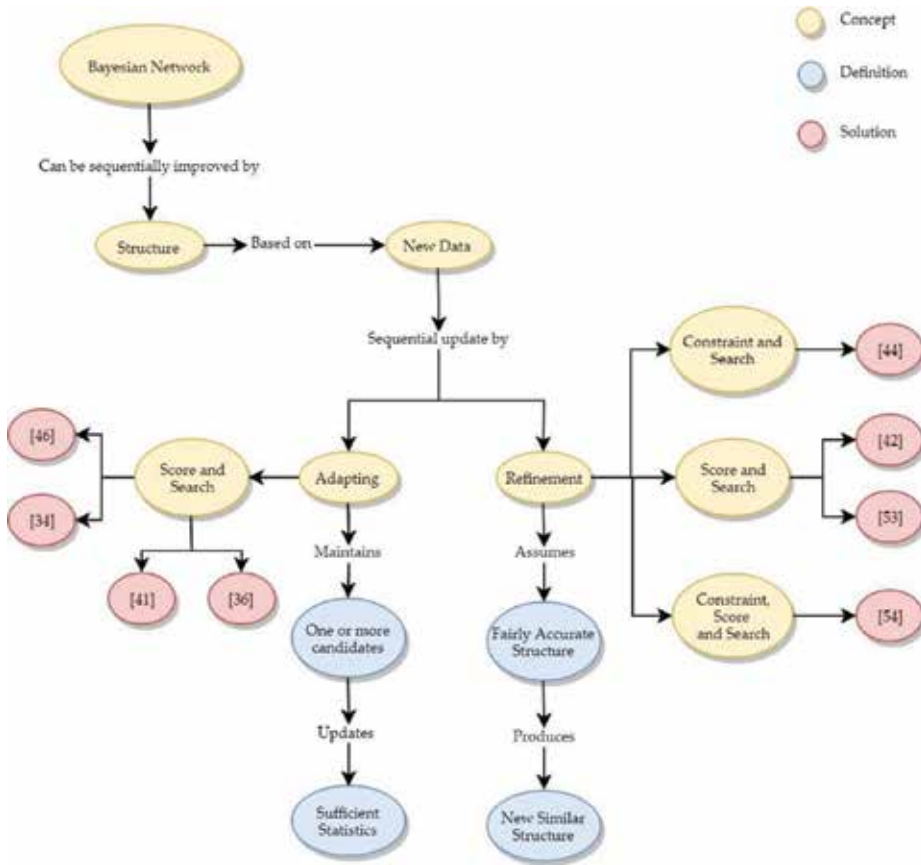 Concept
Bayesian Network
Definition
Solution
Can be sequentially improved by
Structure
Based on
New Data
Sequential update by
Constraint and
Search
[44]
[46]
[42]
Score and
Search
Adapting
Refinement
Score and
Search
[34]
[53]
Maintains
Assumes
[41]
[36]
One or more
candidates
Fairly Accurate
Structure
Constraint,
Score
and Search
[54]
Updates
Produces
Sufficient
Statistics
New Similar
Structure